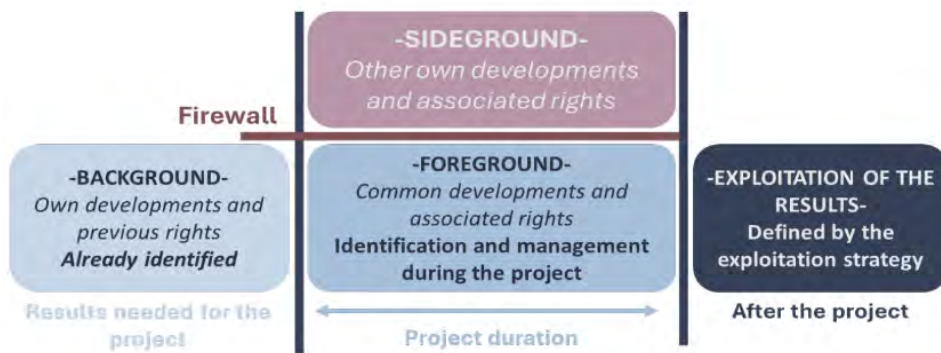 -SIDEGROUND-
Other own developments
and associated rights
Firewall
-BACKGROUND-
Own developments and
previous rights
Already identified
-FOREGROUND-
Common developments and
associated rights
Identification and management
during the project
-EXPLOITATION OF THE
RESULTS-
Defined by the
exploitation strategy
Results needed for the
project
Project duration
After the project